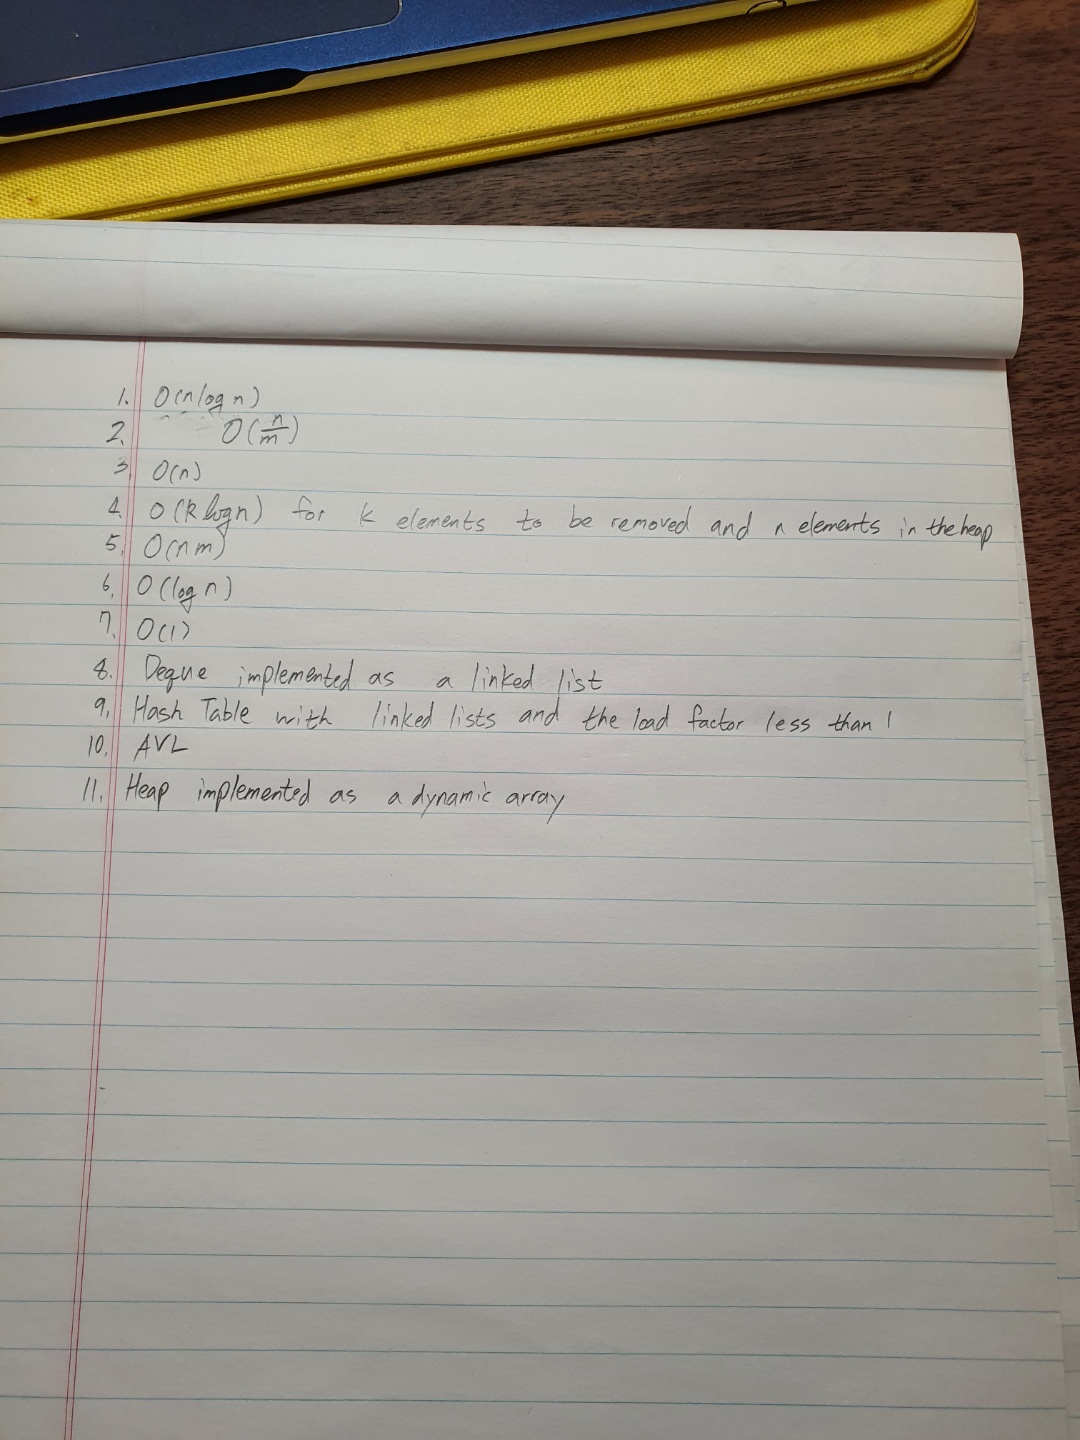 1. O(n log n)
2. O(n/m)
3. O(n)
4. O(k log n) for k elements to be removed and n elements in the heap
5. O(nm)
6. O(log n)
7. O(1)
8. Deque implemented as a linked list
9. Hash Table with linked lists and the load factor less than 1
10. AVL
11. Heap implemented as a dynamic array